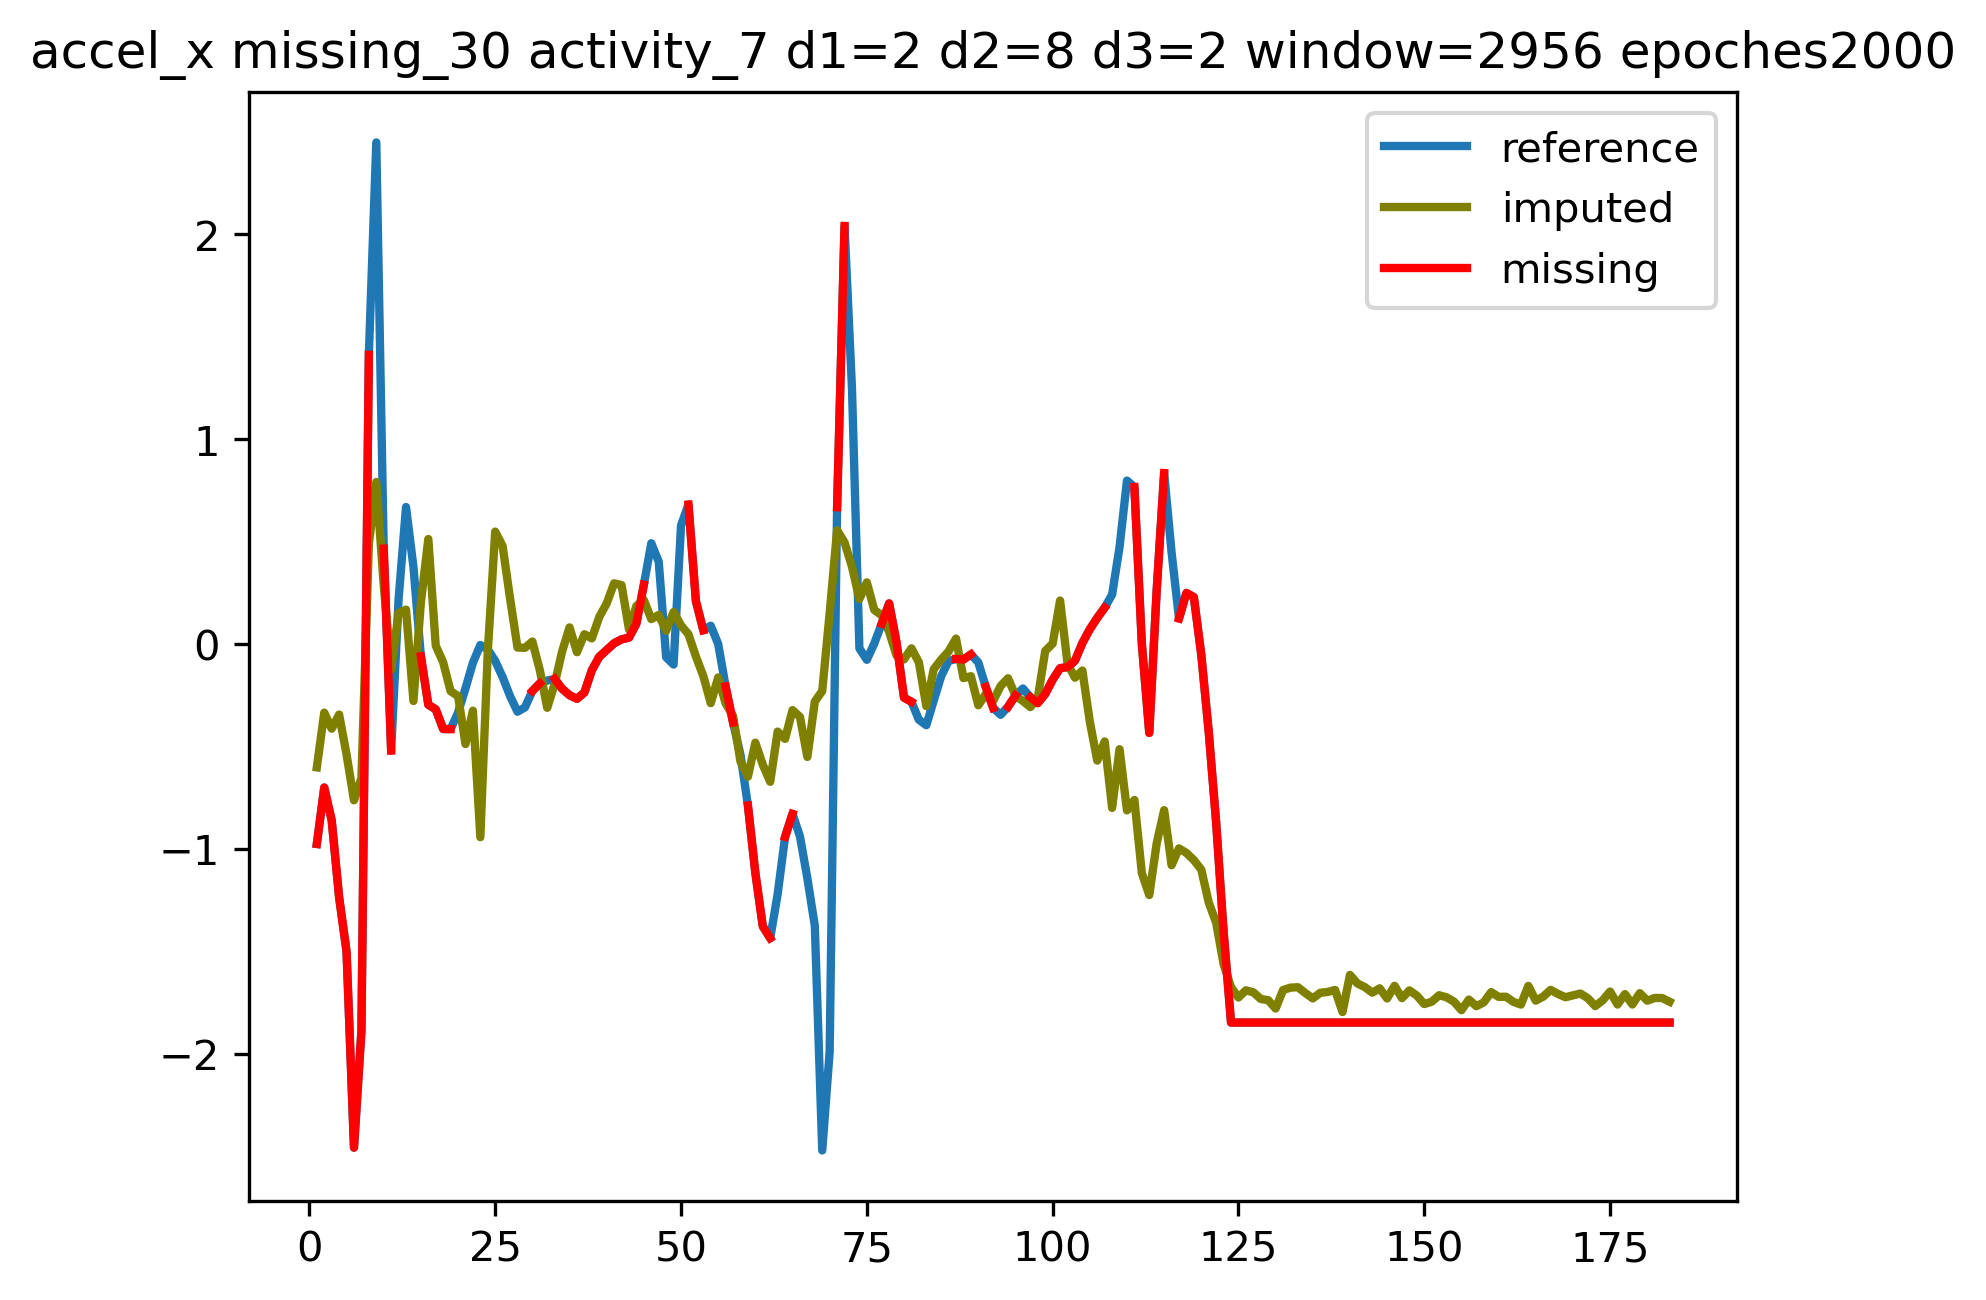 accel_x missing_30 activity_7 d1=2 d2=8 d3=2 window=2956 epoches2000
reference
imputed
missing
2
1
0
−1
−2
0 25 50 75 100 125 150 175